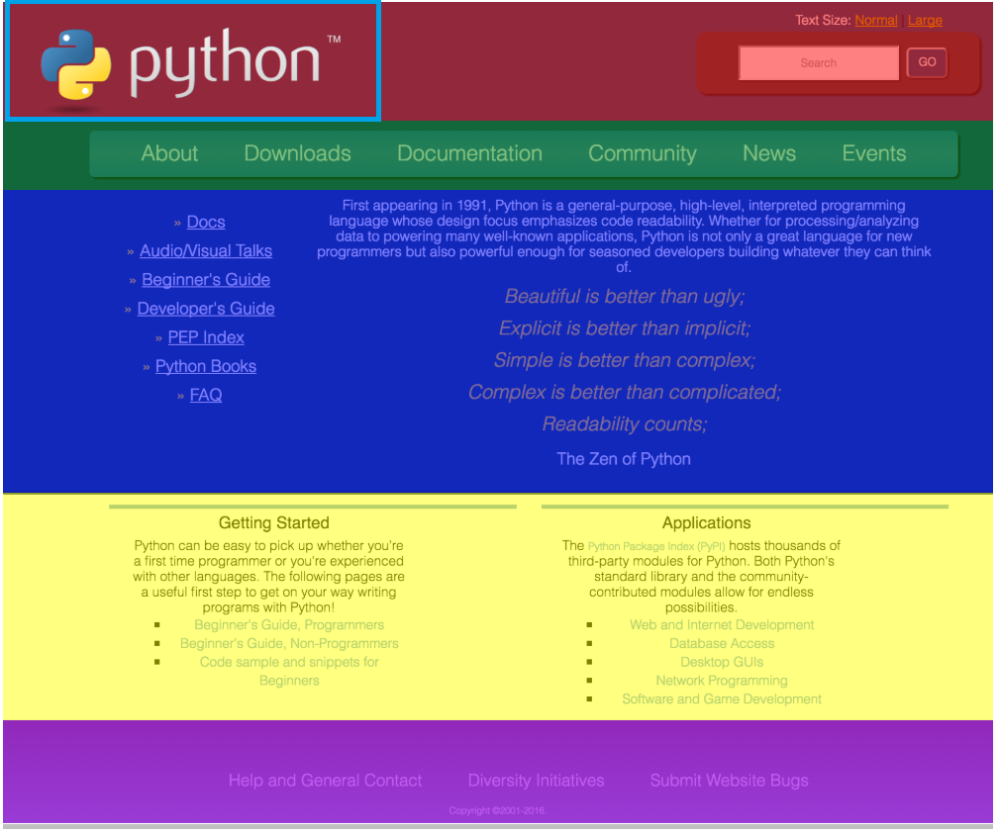 python™
Text Size: Normal | Large
Search
GO
About Downloads Documentation Community News Events
» Docs
» Audio/Visual Talks
» Beginner's Guide
» Developer's Guide
» PEP Index
» Python Books
» FAQ
First appearing in 1991, Python is a general-purpose, high-level, interpreted programming
language whose design focus emphasizes code readability. Whether for processing/analyzing
data to powering many well-known applications, Python is not only a great language for new
programmers but also powerful enough for seasoned developers building whatever they can think
of.
Beautiful is better than ugly;
Explicit is better than implicit;
Simple is better than complex;
Complex is better than complicated;
Readability counts;
The Zen of Python
Getting Started
Python can be easy to pick up whether you're
a first time programmer or you're experienced
with other languages. The following pages are
a useful first step to get on your way writing
programs with Python!
▪ Beginner's Guide, Programmers
▪ Beginner's Guide, Non-Programmers
▪ Code sample and snippets for
Beginners
Applications
The Python Package Index (PyPI) hosts thousands of
third-party modules for Python. Both Python's
standard library and the community-
contributed modules allow for endless
possibilities.
▪ Web and Internet Development
▪ Database Access
▪ Desktop GUIs
▪ Network Programming
▪ Software and Game Development
Help and General Contact Diversity Initiatives Submit Website Bugs
Copyright ©2001-2016.